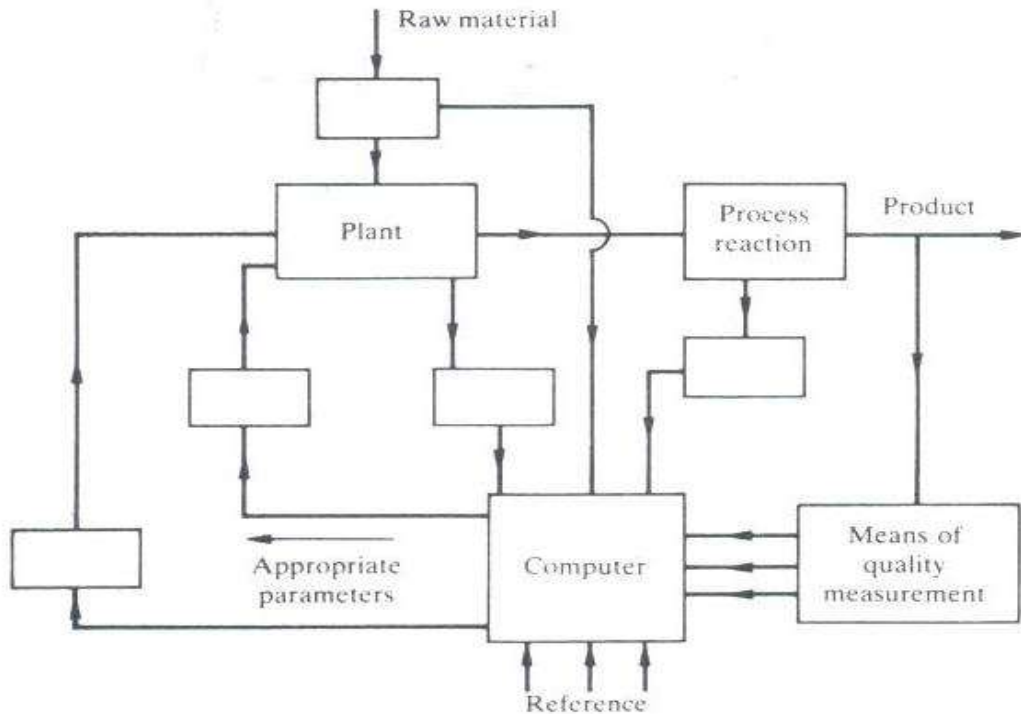 Raw material
Plant
Process
reaction
Product
Appropriate
parameters
Computer
Means of
quality
measurement
Reference